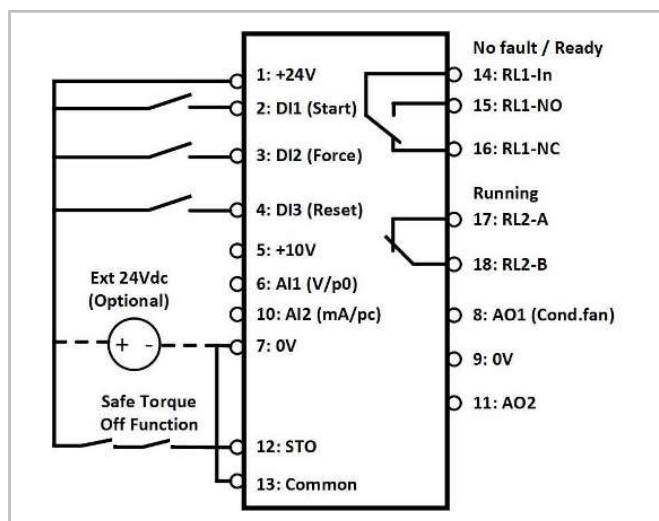 1: +24V
2: DI1 (Start)
3: DI2 (Force)
4: DI3 (Reset)
5: +10V
6: AI1 (V/p0)
10: AI2 (mA/pc)
7: 0V
12: STO
13: Common
Ext 24Vdc
(Optional)
+ -
Safe Torque
Off Function
No fault / Ready
14: RL1-In
15: RL1-NO
16: RL1-NC
Running
17: RL2-A
18: RL2-B
8: AO1 (Cond.fan)
9: 0V
11: AO2